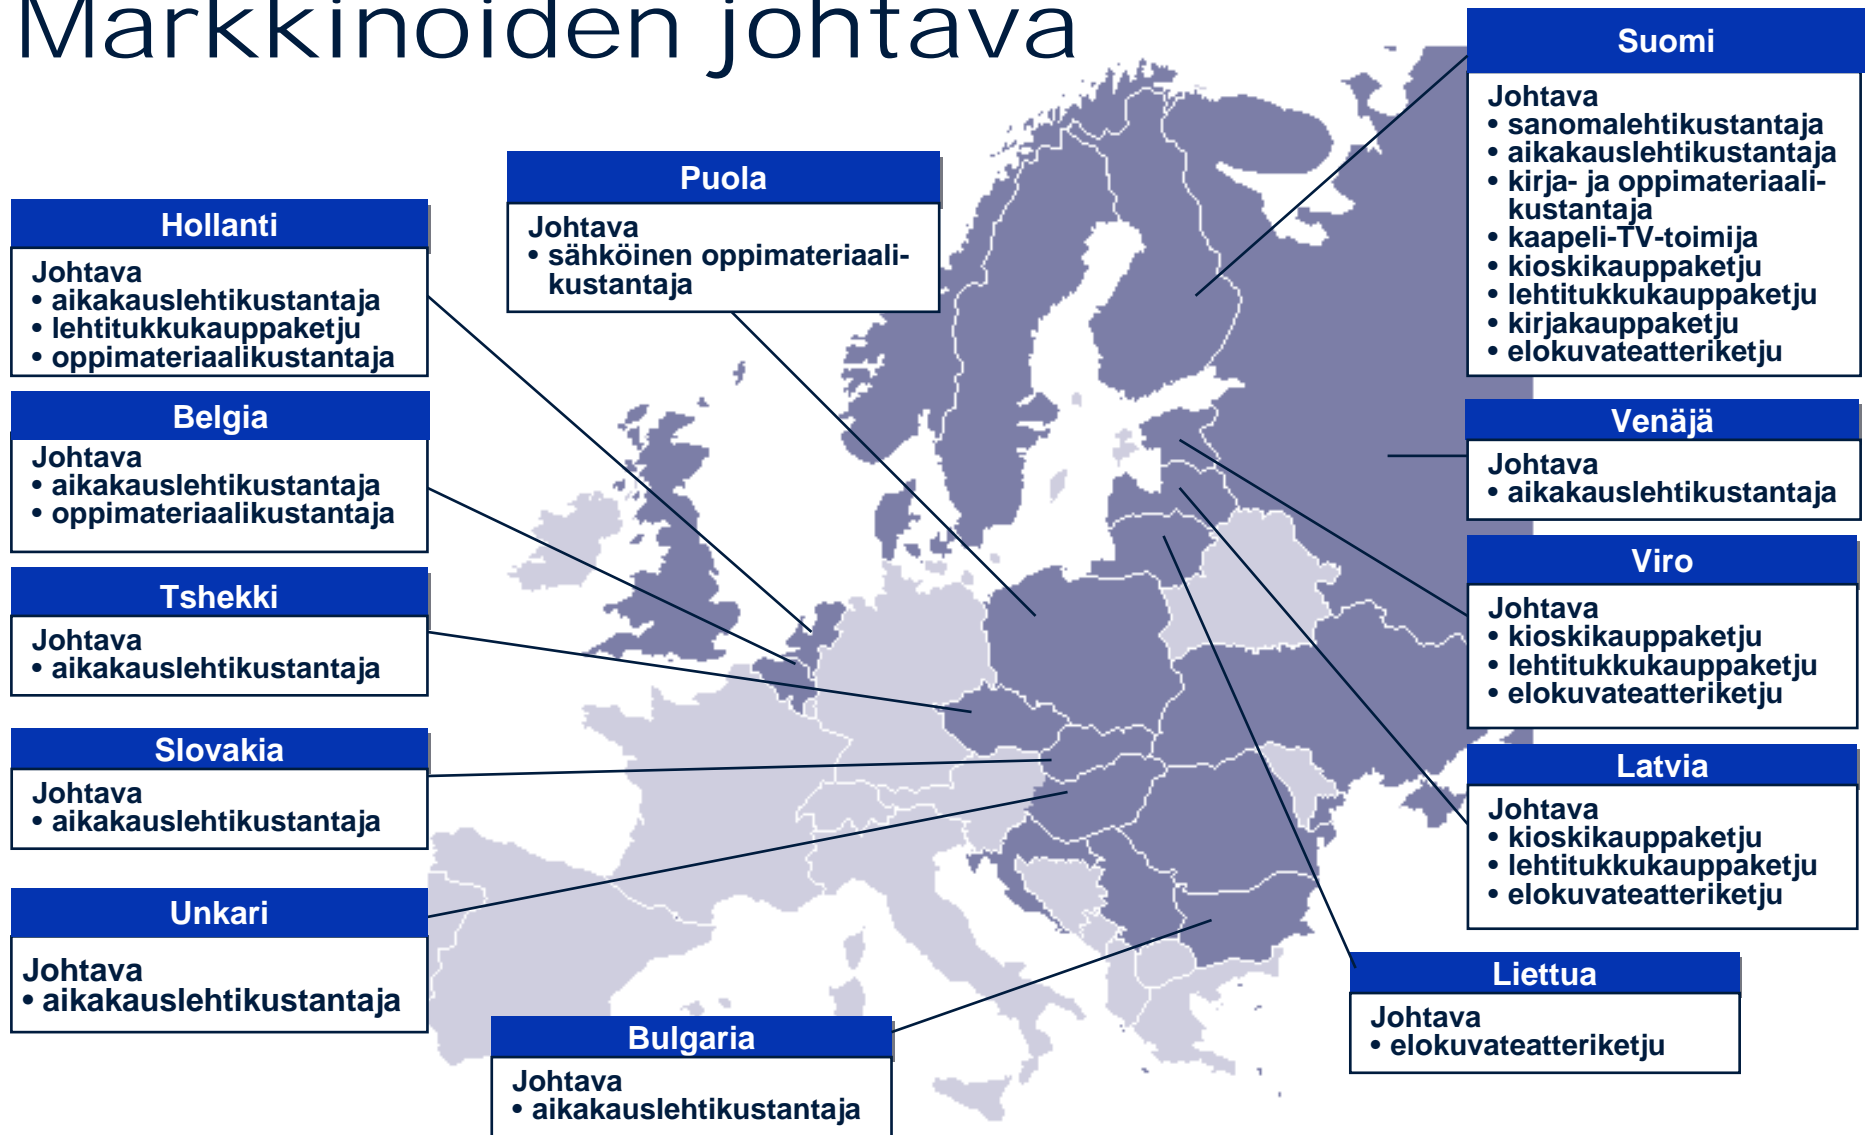 Markkinoiden johtava
Hollanti
Johtava
• aikakauslehtikustantaja
• lehtitukkukauppaketju
• oppimateriaalikustantaja
Belgia
Johtava
• aikakauslehtikustantaja
• oppimateriaalikustantaja
Tshekki
Johtava
• aikakauslehtikustantaja
Slovakia
Johtava
• aikakauslehtikustantaja
Unkari
Johtava
• aikakauslehtikustantaja
Puola
Johtava
• sähköinen oppimateriaali-
kustantaja
Bulgaria
Johtava
• aikakauslehtikustantaja
Suomi
Johtava
• sanomalehtikustantaja
• aikakauslehtikustantaja
• kirja- ja oppimateriaali-
kustantaja
• kaapeli-TV-toimija
• kioskikauppaketju
• lehtitukkukauppaketju
• kirjakauppaketju
• elokuvateatteriketju
Venäjä
Johtava
• aikakauslehtikustantaja
Viro
Johtava
• kioskikauppaketju
• lehtitukkukauppaketju
• elokuvateatteriketju
Latvia
Johtava
• kioskikauppaketju
• lehtitukkukauppaketju
• elokuvateatteriketju
Liettua
Johtava
• elokuvateatteriketju